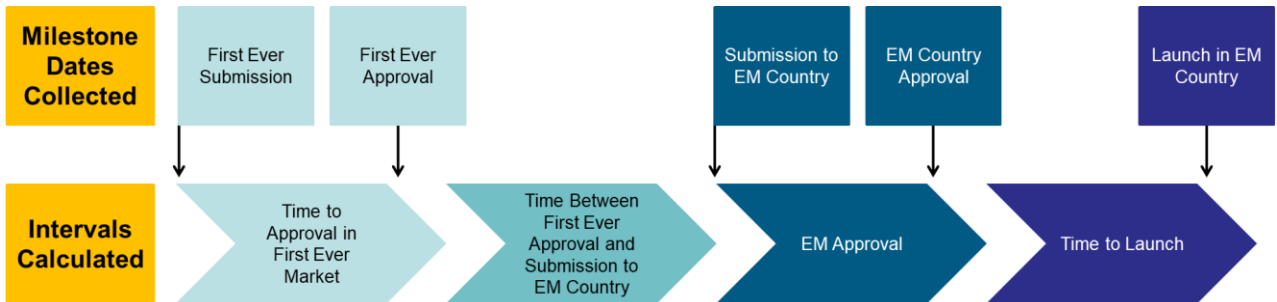 Milestone
Dates
Collected
First Ever
Submission
First Ever
Approval
Submission to
EM Country
EM Country
Approval
Launch in EM
Country
Intervals
Calculated
Time to
Approval in
First Ever
Market
Time Between
First Ever
Approval and
Submission to
EM Country
EM Approval
Time to Launch